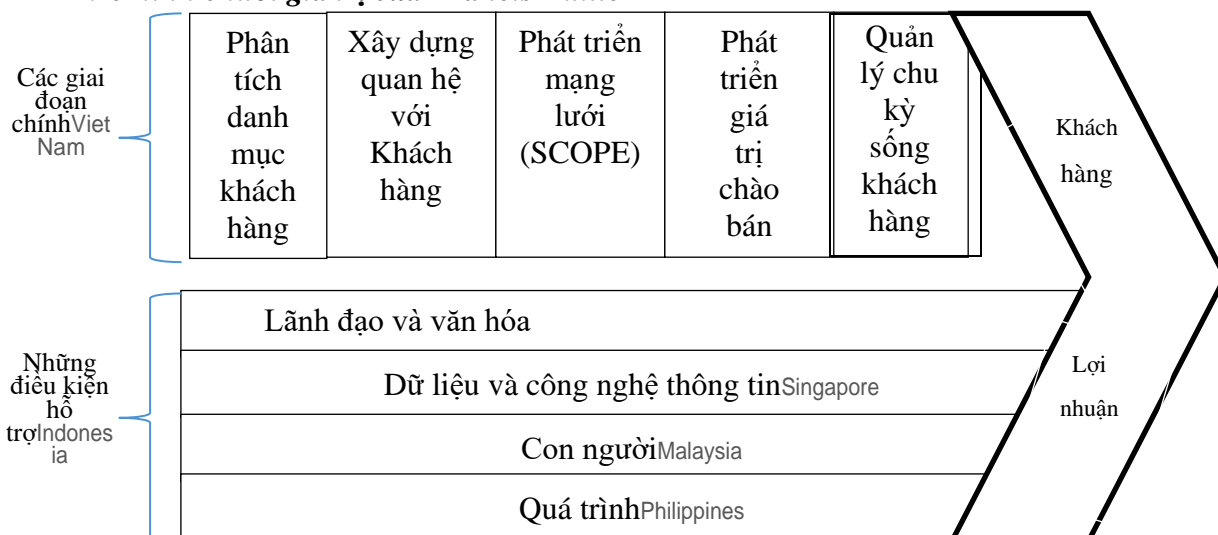 Các giai
đoạn
chínhViet
Nam
Phân
tích
danh
mục
khách
hàng
Xây dựng
quan hệ
với
Khách
hàng
Phát triển
mạng
lưới
(SCOPE)
Phát
triển
giá
trị
chào
bán
Quản
lý chu
kỳ
sống
khách
hàng
Khách
hàng
Những
điều kiện
hỗ
trợIndones
ia
Lãnh đạo và văn hóa
Dữ liệu và công nghệ thông tinSingapore
Con ngườiMalaysia
Quá trìnhPhilippines
Lợi
nhuận